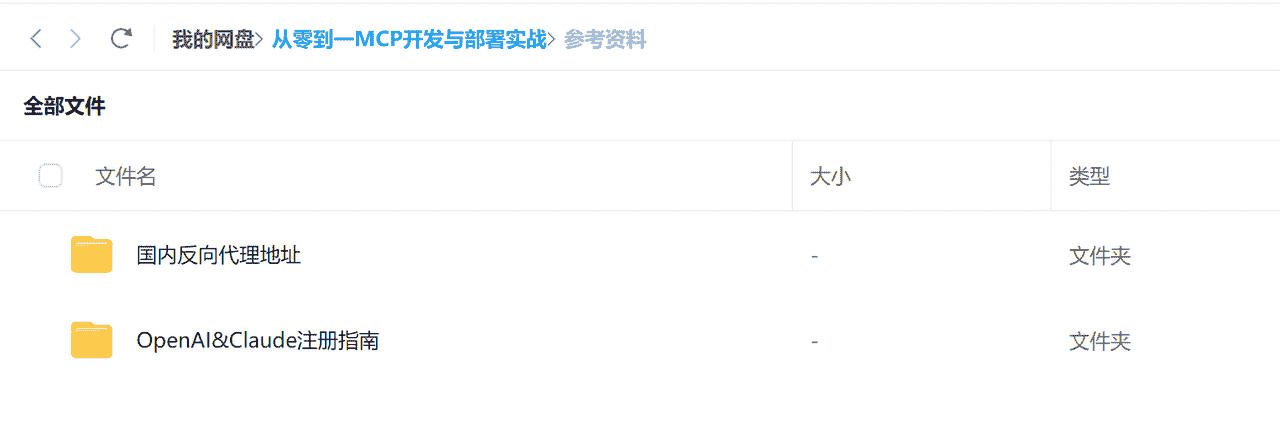 我的网盘> 从零到一MCP开发与部署实战> 参考资料
全部文件
文件名 大小 类型
国内反向代理地址 - 文件夹
OpenAI&Claude注册指南 - 文件夹